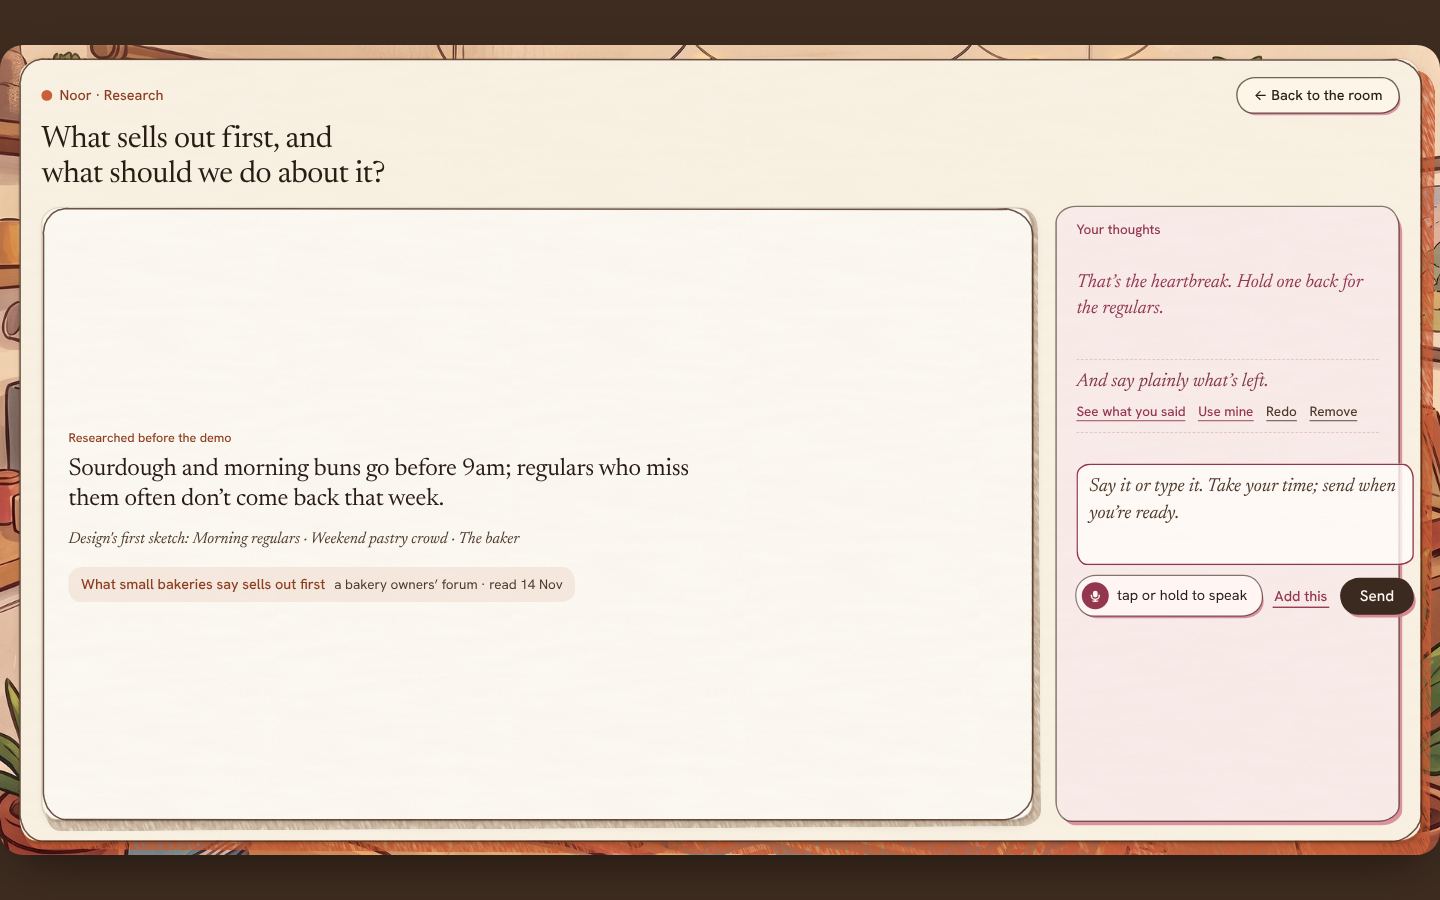 Noor · Research
← Back to the room
What sells out first, and
what should we do about it?
Researched before the demo
Sourdough and morning buns go before 9am; regulars who miss
them often don’t come back that week.
Design’s first sketch: Morning regulars · Weekend pastry crowd · The baker
What small bakeries say sells out first a bakery owners’ forum · read 14 Nov
Your thoughts
That’s the heartbreak. Hold one back for
the regulars.
And say plainly what’s left.
See what you said Use mine Redo Remove
Say it or type it. Take your time; send when
you’re ready.
tap or hold to speak Add this Send